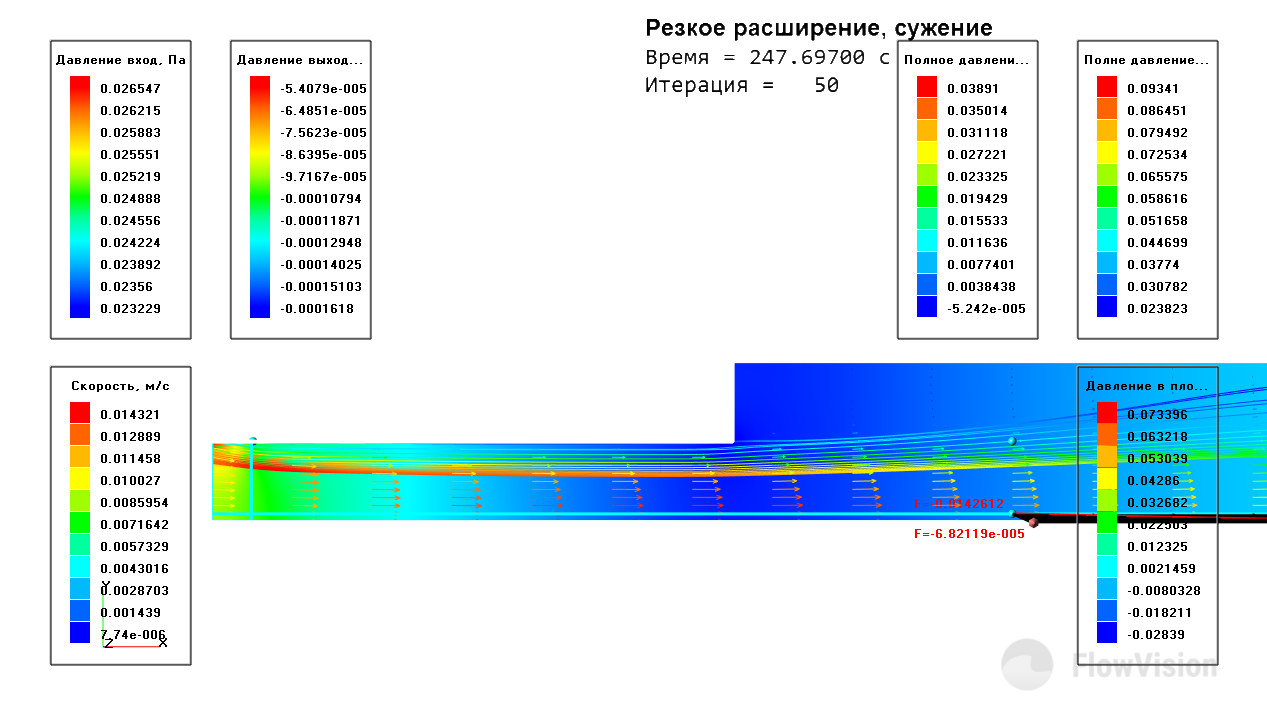 Резкое расширение, сужение
Время = 247.69700 с
Итерация = 50
Давление вход, Па
0.026547
0.026215
0.025883
0.025551
0.025219
0.024888
0.024556
0.024224
0.023892
0.02356
0.023229
Давление выход...
-5.4079e-005
-6.4851e-005
-7.5623e-005
-8.6395e-005
-9.7167e-005
-0.00010794
-0.00011871
-0.00012948
-0.00014025
-0.00015103
-0.0001618
Полное давлени...
0.03891
0.035014
0.031118
0.027221
0.023325
0.019429
0.015533
0.011636
0.0077401
0.0038438
-5.242e-005
Полне давление...
0.09341
0.086451
0.079492
0.072534
0.065575
0.058616
0.051658
0.044699
0.03774
0.030782
0.023823
Скорость, м/с
0.014321
0.012889
0.011458
0.010027
0.0085954
0.0071642
0.0057329
0.0043016
0.0028703
0.001439
7.74e-006
Y
Z
X
F=-6.82119e-005
Давление в пло...
0.073396
0.063218
0.053039
0.04286
0.032682
0.022503
0.012325
0.0021459
-0.0080328
-0.018211
-0.02839
FlowVision